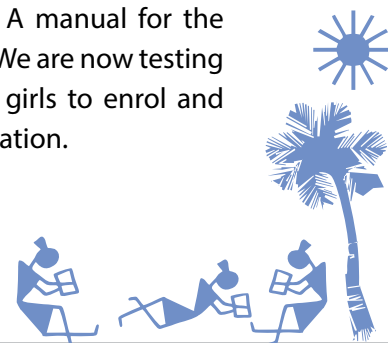 A manual for the
We are now testing
girls to enrol and
ation.